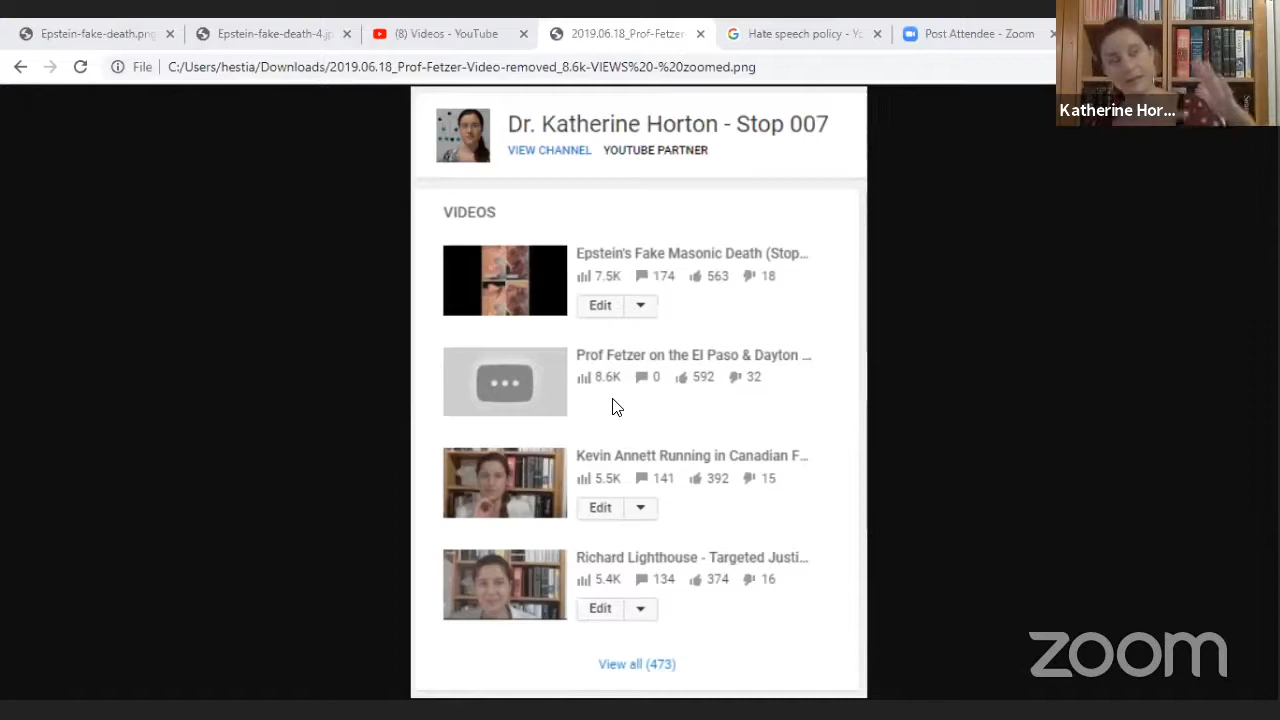 Epstein-fake-death.png
Epstein-fake-death-4.j
(8) Videos - YouTube
2019.06.18_Prof-Fetzer-
Hate speech policy - Yo
Post Attendee - Zoom
File C:/Users/hestia/Downloads/2019.06.18_Prof-Fetzer-Video-removed_8.6k-VIEWS%20-%20zoomed.png
Katherine Hor...
Dr. Katherine Horton - Stop 007
VIEW CHANNEL YOUTUBE PARTNER
VIDEOS
Epstein's Fake Masonic Death (Stop...
7.5K 174 563 18
Edit
Prof Fetzer on the El Paso & Dayton ...
8.6K 0 592 32
Kevin Annett Running in Canadian F...
5.5K 141 392 15
Edit
Richard Lighthouse - Targeted Justi...
5.4K 134 374 16
Edit
View all (473)
zoom